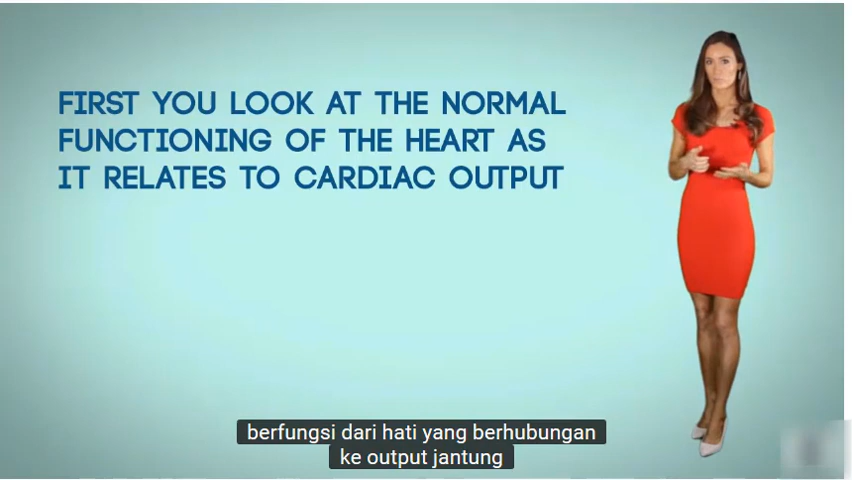 FIRST YOU LOOK AT THE NORMAL
FUNCTIONING OF THE HEART AS
IT RELATES TO CARDIAC OUTPUT
berfungsi dari hati yang berhubungan
ke output jantung